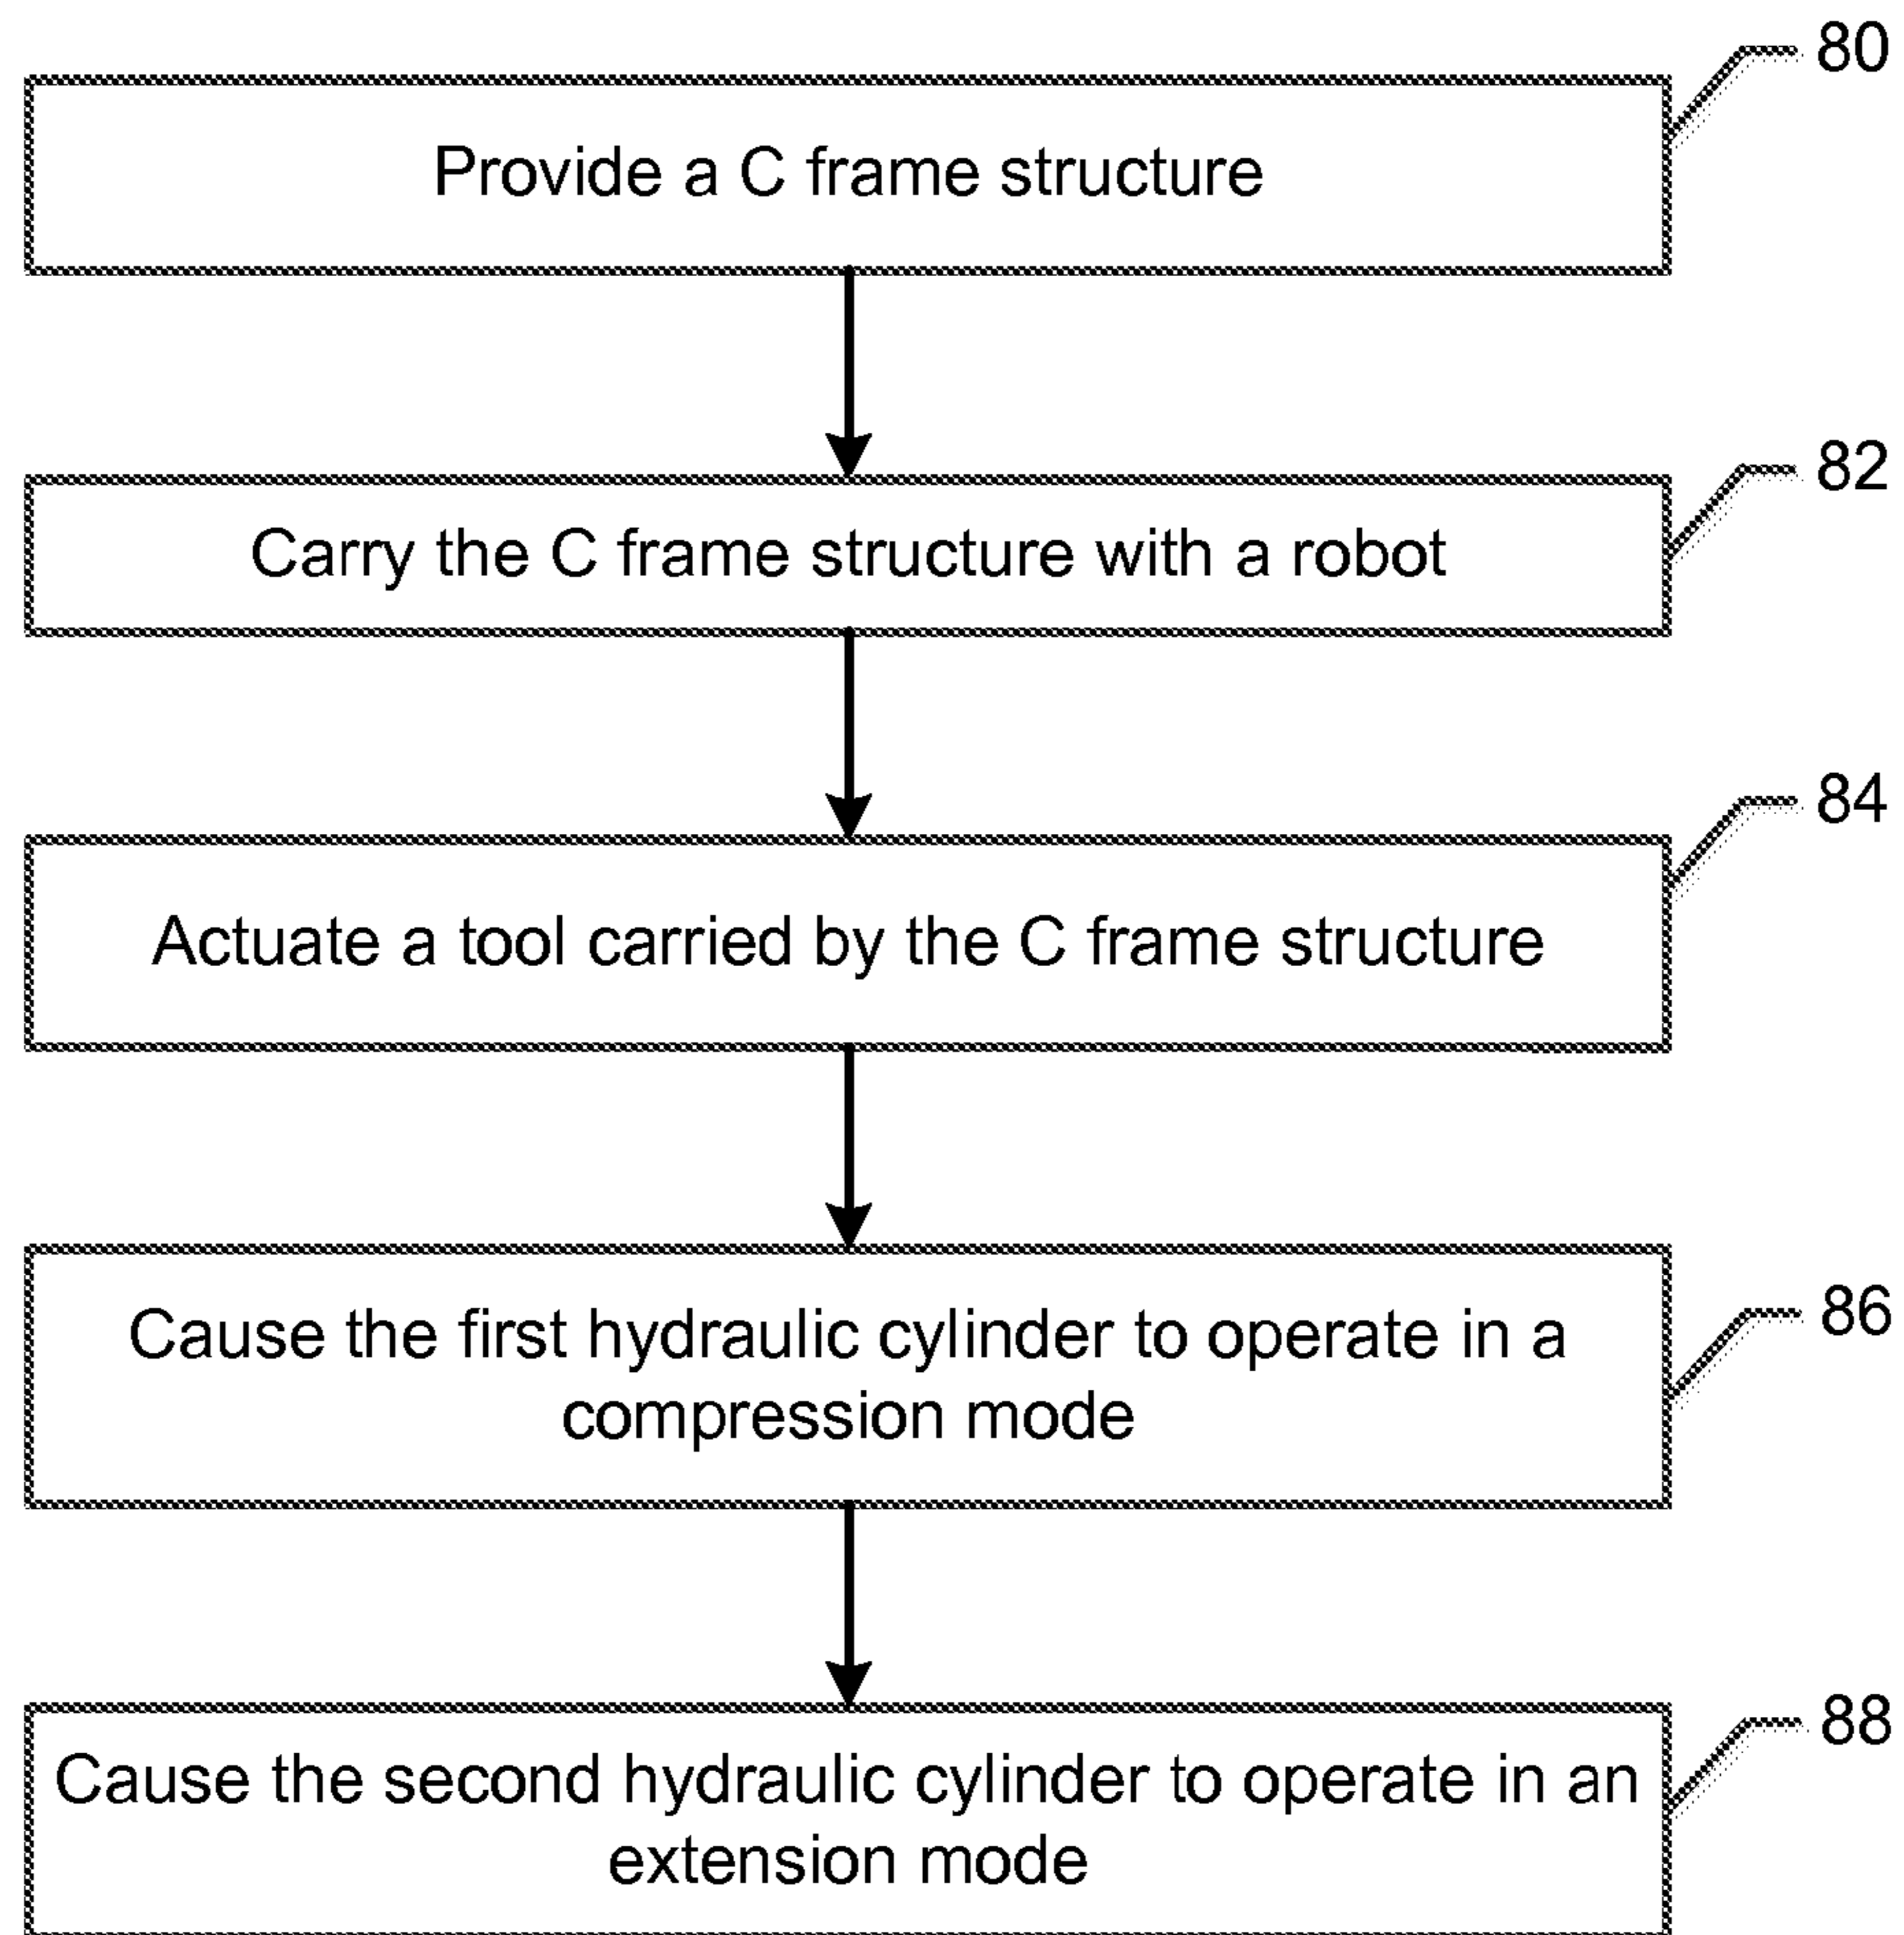 80
Provide a C frame structure
82
Carry the C frame structure with a robot
84
Actuate a tool carried by the C frame structure
86
Cause the first hydraulic cylinder to operate in a
compression mode
88
Cause the second hydraulic cylinder to operate in an
extension mode